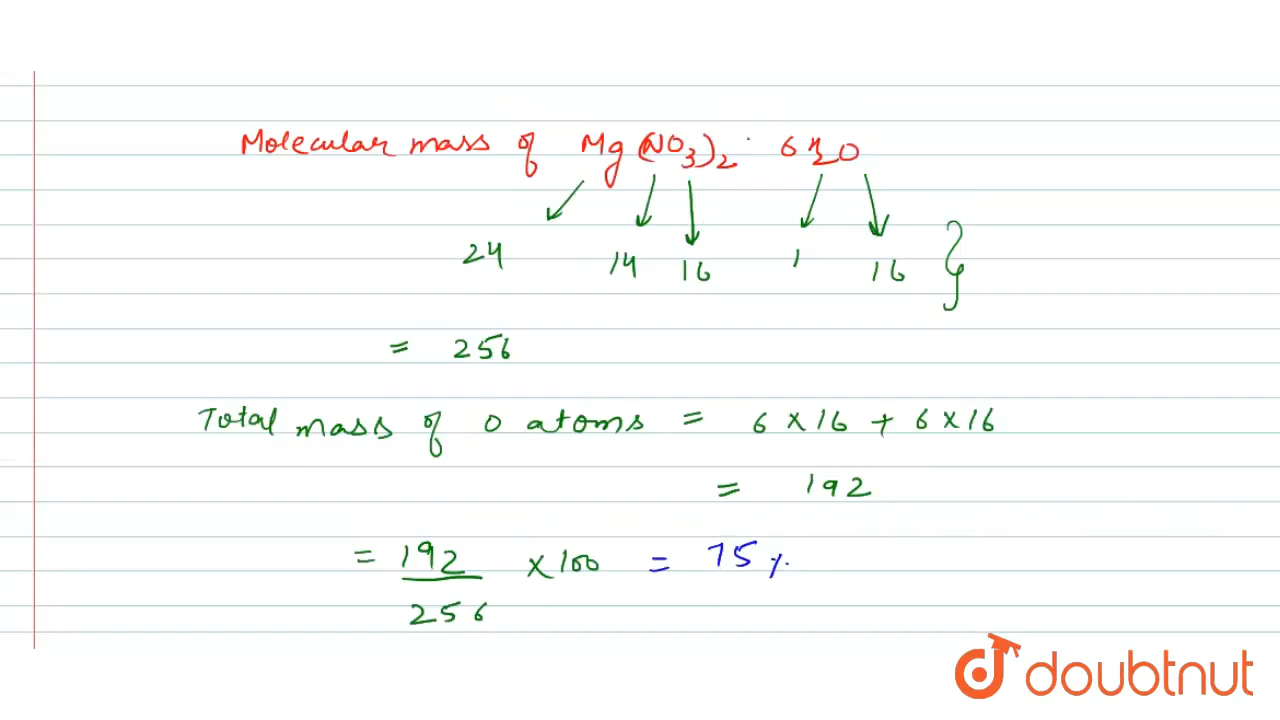 Molecular mass of Mg(NO3)2 · 6H2O
24 14 16 1 16 }
= 256
Total mass of O atoms = 6 × 16 + 6 × 16
= 192
= 192/256 × 100 = 75 %
doubtnut